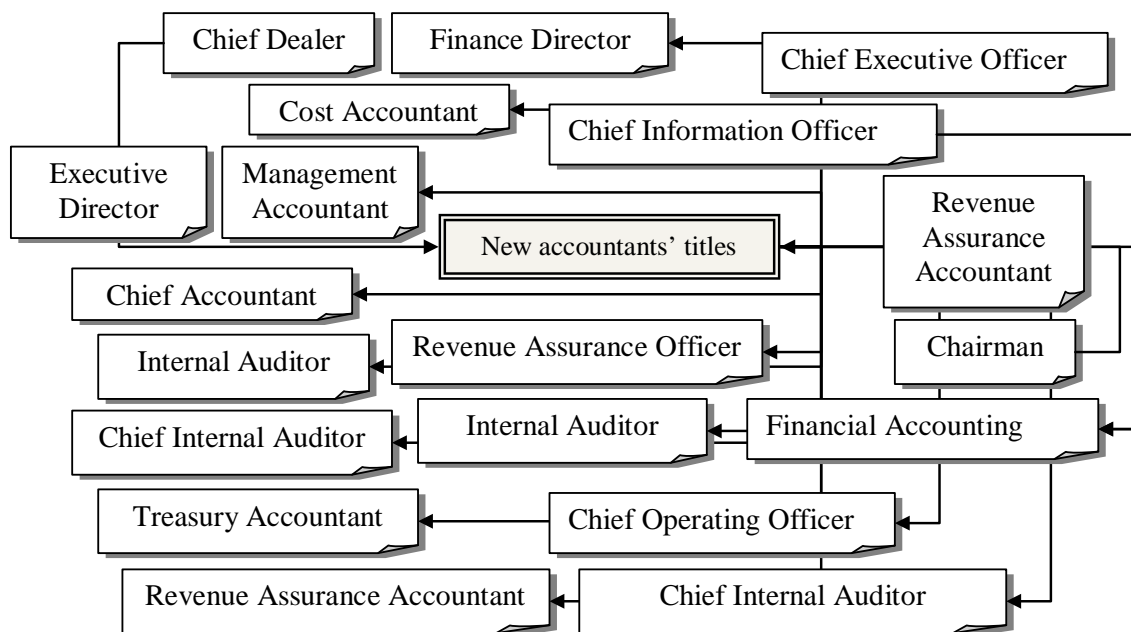 Chief Dealer
Finance Director
Chief Executive Officer
Cost Accountant
Chief Information Officer
Executive
Director
Management
Accountant
Revenue
Assurance
Accountant
New accountants’ titles
Chief Accountant
Internal Auditor
Revenue Assurance Officer
Chairman
Chief Internal Auditor
Internal Auditor
Financial Accounting
Treasury Accountant
Chief Operating Officer
Revenue Assurance Accountant
Chief Internal Auditor